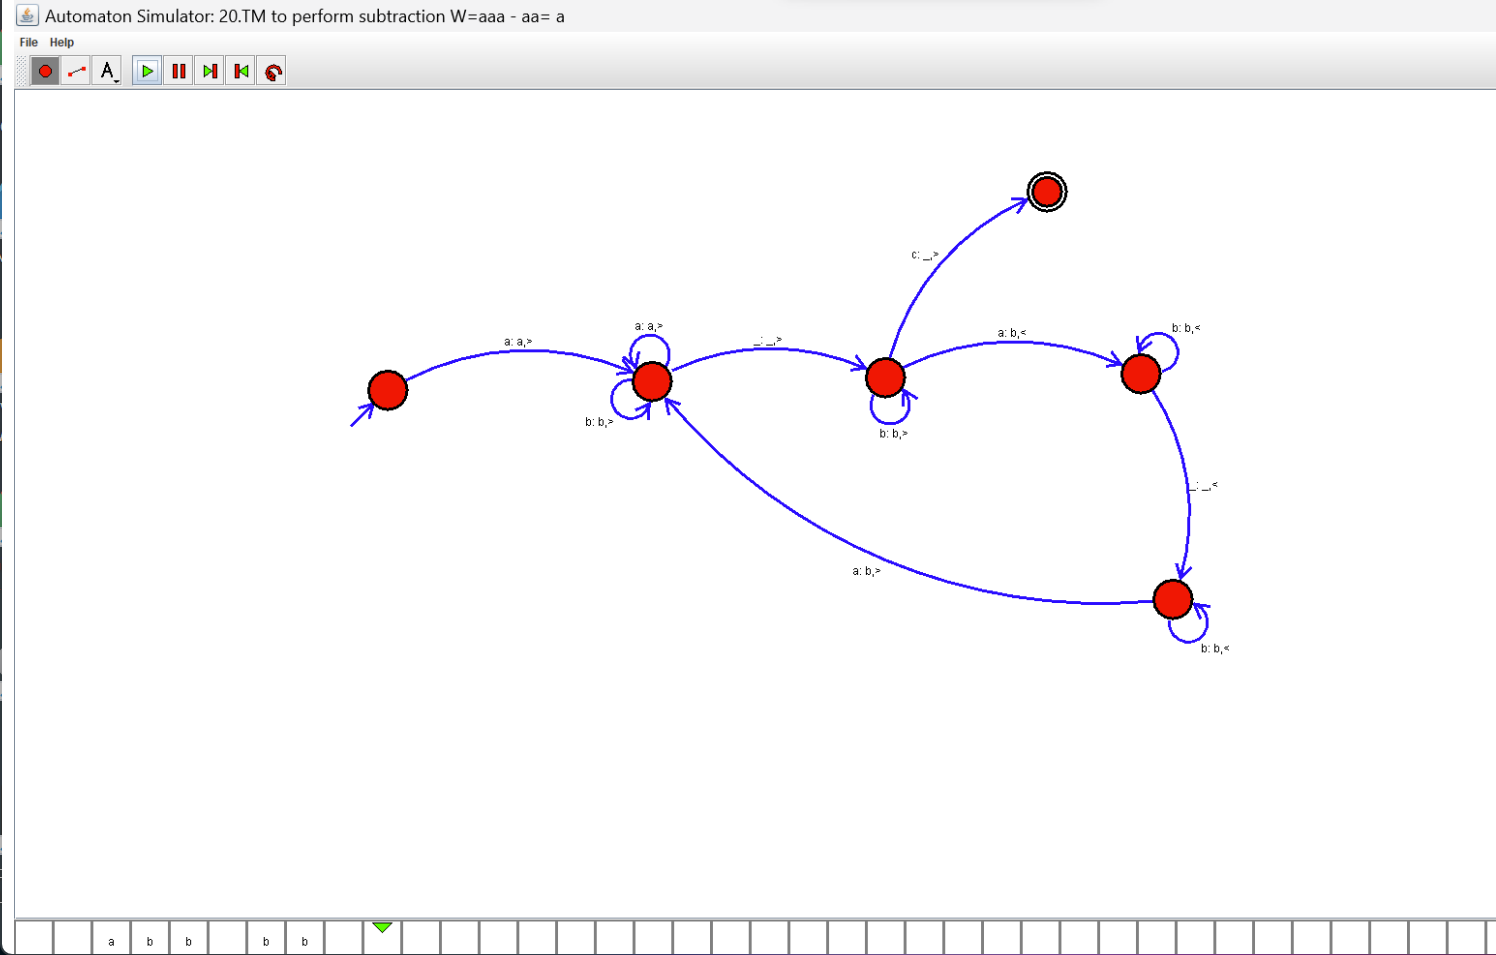 Automaton Simulator: 20.TM to perform subtraction W=aaa - aa= a
File Help
A
c: _,>
a: a,>
b: b,<
a: b,<
_: _,>
a: a,>
b: b,>
b: b,>
_: _,<
a: b,>
b: b,<
a b b b b